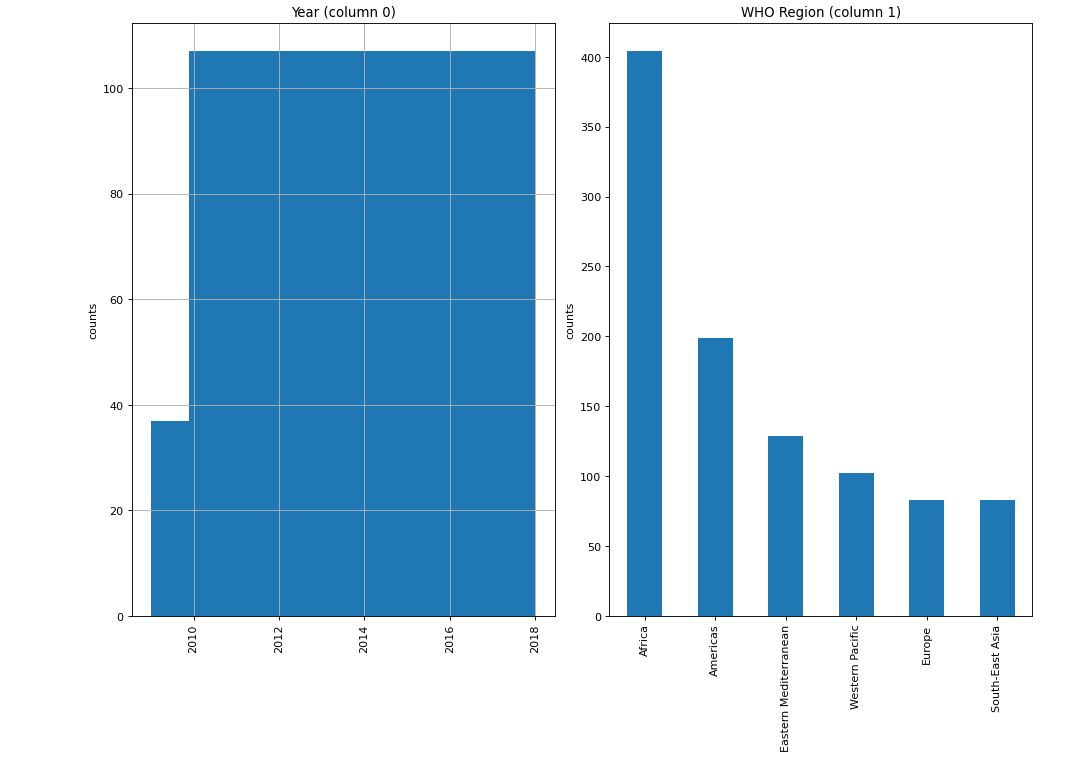 Year (column 0)
counts
100
80
60
40
20
0
2010
2012
2014
2016
2018
WHO Region (column 1)
counts
400
350
300
250
200
150
100
50
0
Africa
Americas
Eastern Mediterranean
Western Pacific
Europe
South-East Asia